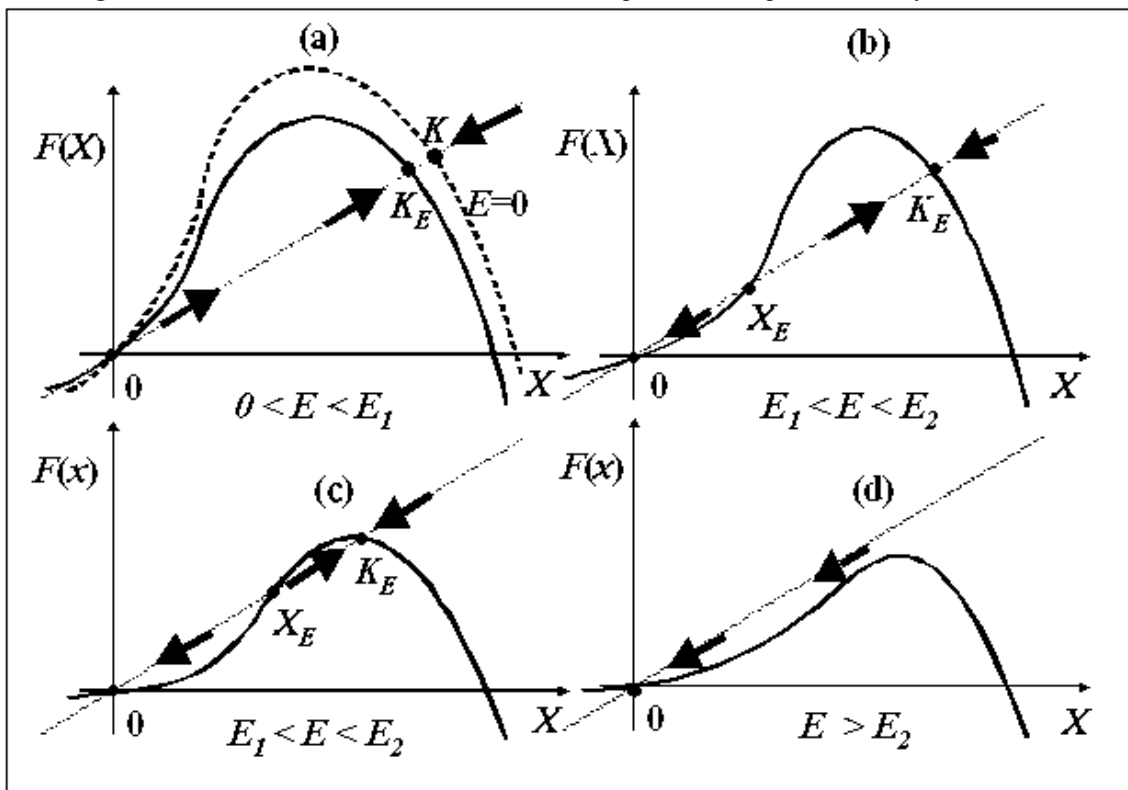 (a)
F(X)
K
K_E
E=0
0
X
0 < E < E_1
(b)
F(X)
K_E
X_E
0
X
E_1 < E < E_2
(c)
F(x)
K_E
X_E
0
X
E_1 < E < E_2
(d)
F(x)
0
X
E > E_2